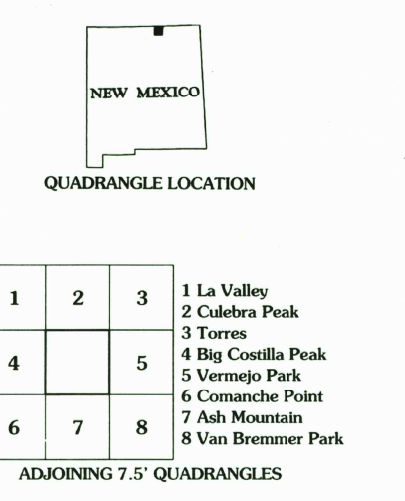 NEW MEXICO
QUADRANGLE LOCATION
1 2 3
4 5
6 7 8
1 La Valley
2 Culebra Peak
3 Torres
4 Big Costilla Peak
5 Vermejo Park
6 Comanche Point
7 Ash Mountain
8 Van Bremmer Park
ADJOINING 7.5' QUADRANGLES